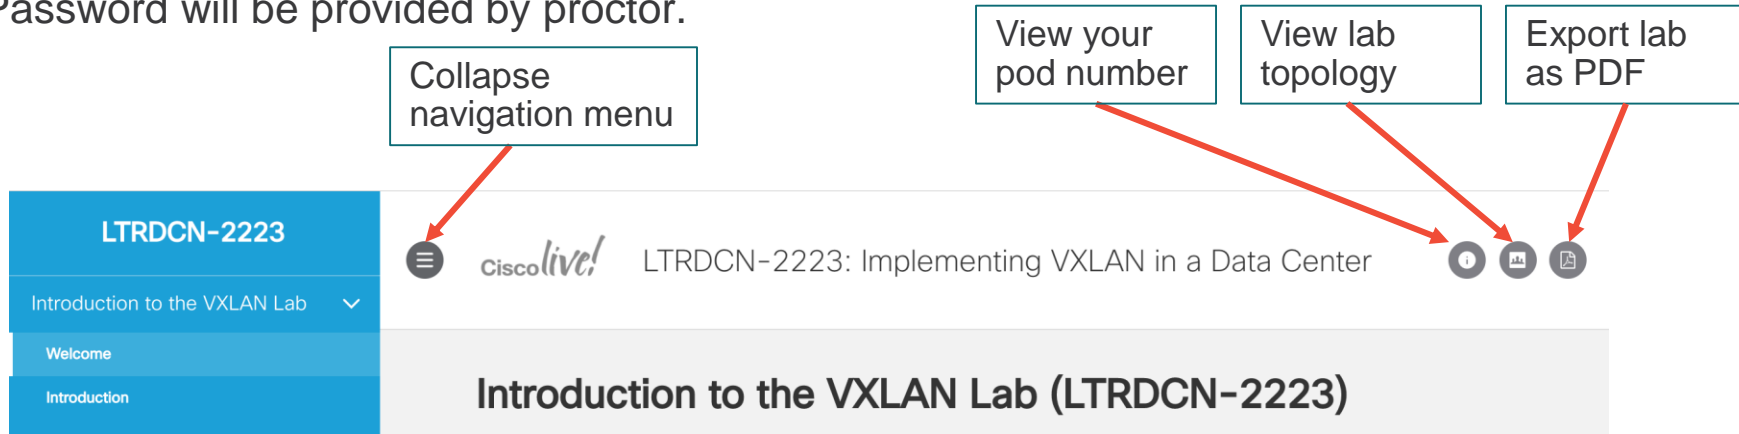 Password will be provided by proctor.
Collapse
navigation menu
View your
pod number
View lab
topology
Export lab
as PDF
LTRDCN-2223
Cisco live!
LTRDCN-2223: Implementing VXLAN in a Data Center
Introduction to the VXLAN Lab
Welcome
Introduction
Introduction to the VXLAN Lab (LTRDCN-2223)